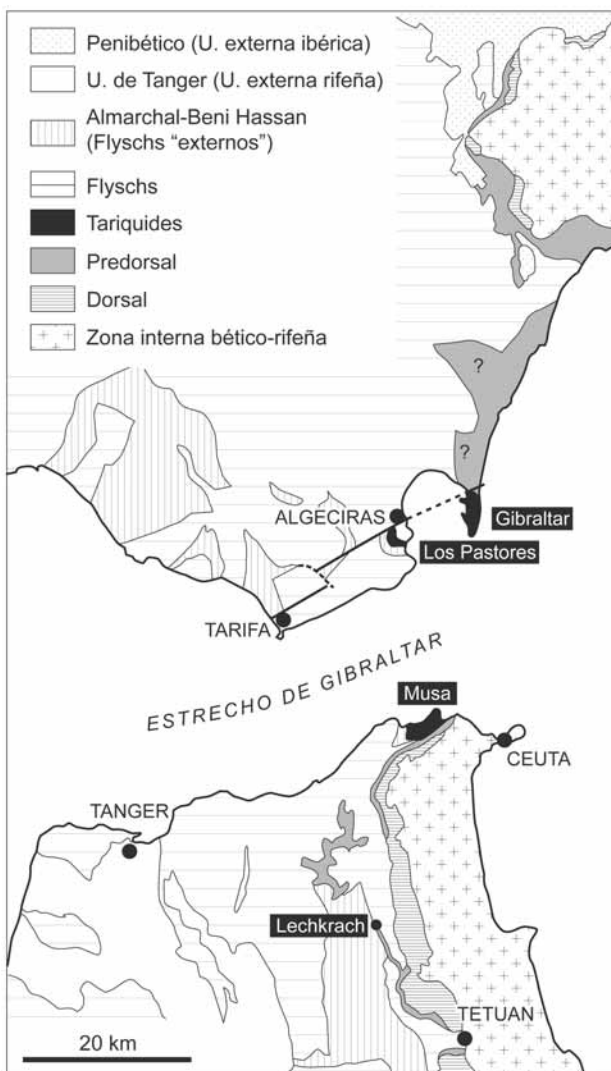 Penibético (U. externa ibérica)
U. de Tanger (U. externa rifeña)
Almarchal-Beni Hassan
(Flyschs “externos”)
Flyschs
Tariquides
Predorsal
Dorsal
Zona interna bético-rifeña
?
?
ALGECIRAS
Gibraltar
Los Pastores
TARIFA
ESTRECHO DE GIBRALTAR
Musa
CEUTA
TANGER
Lechkrach
TETUAN
20 km